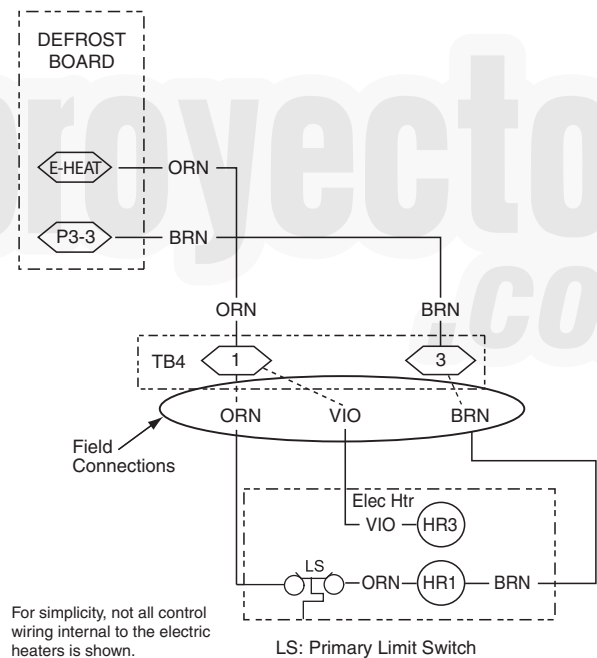 DEFROST
BOARD
E-HEAT
ORN
P3-3
BRN
ORN
BRN
TB4
1
3
ORN
VIO
BRN
Field
Connections
Elec Htr
VIO
HR3
LS
ORN
HR1
BRN
For simplicity, not all control
wiring internal to the electric
heaters is shown.
LS: Primary Limit Switch
proyecto
.co